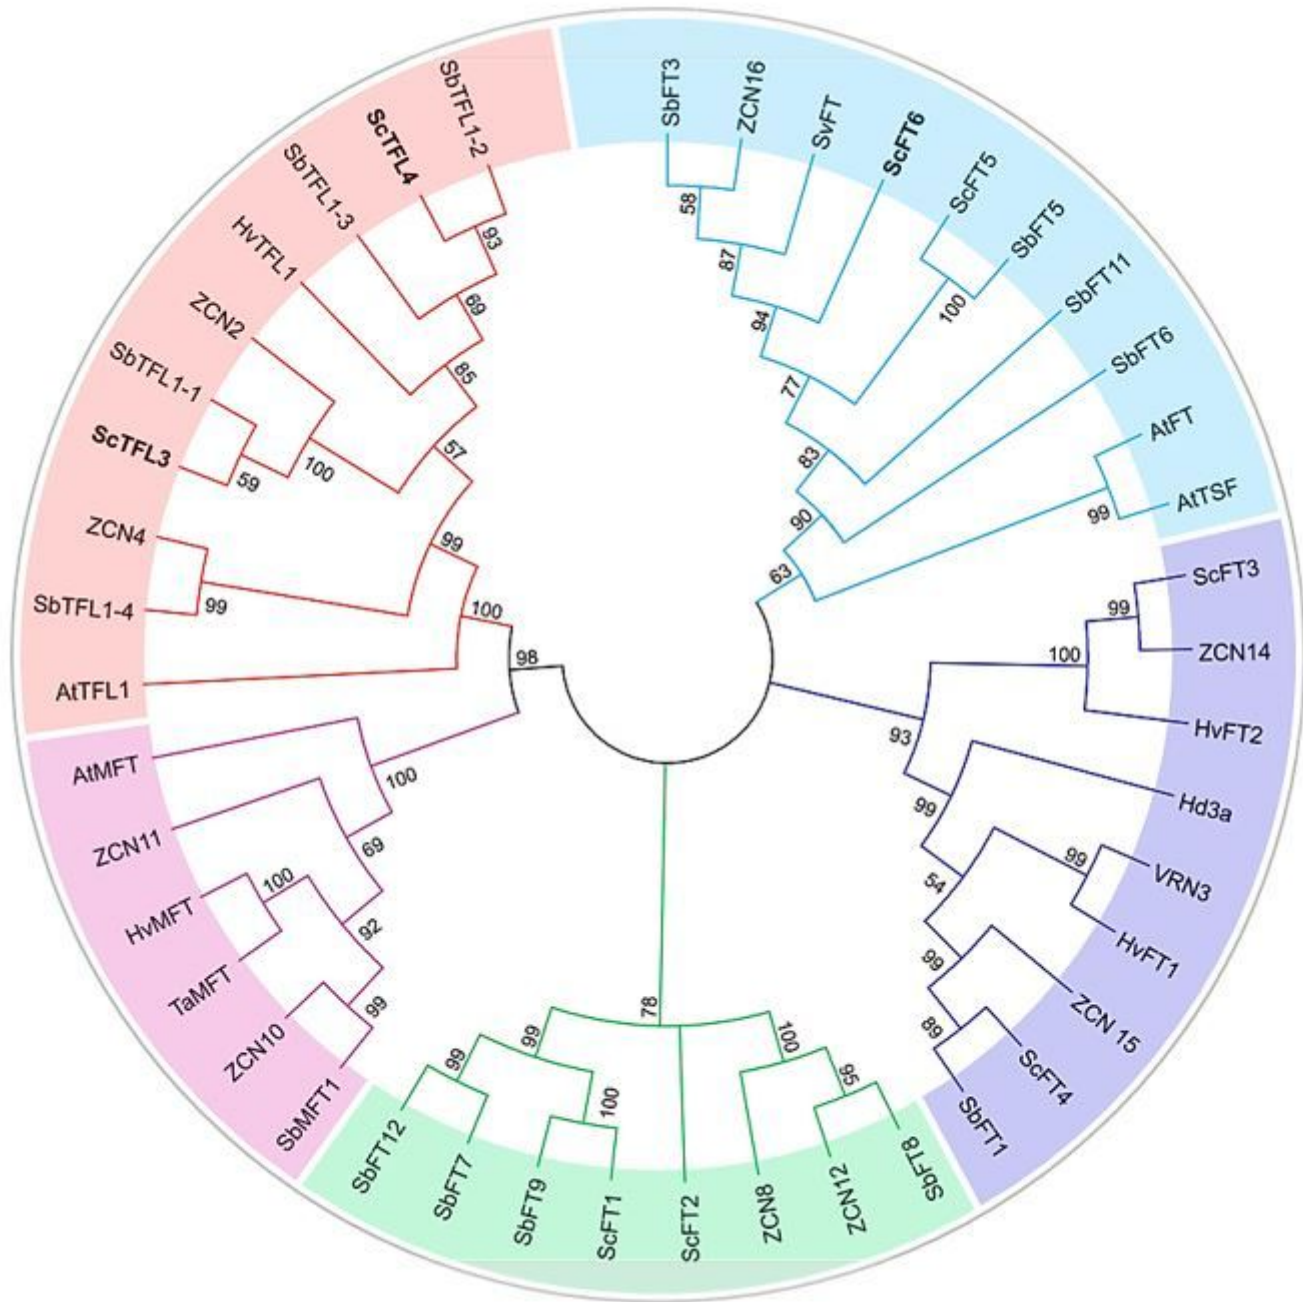 SbFT3
ZCN16
SvFT
ScFT6
ScFT5
SbFT5
SbFT11
SbFT6
AtFT
AtTSF
ScFT3
ZCN14
HvFT2
Hd3a
VRN3
HvFT1
ZCN 15
ScFT4
SbFT1
SbFT8
ZCN12
ZCN8
ScFT2
ScFT1
SbFT9
SbFT7
SbFT12
SbMFT1
ZCN10
TaMFT
HvMFT
ZCN11
AtMFT
AtTFL1
SbTFL1-4
ZCN4
ScTFL3
SbTFL1-1
ZCN2
HvTFL1
SbTFL1-3
ScTFL4
SbTFL1-2
58
87
94
100
77
83
90
63
99
99
100
93
99
99
54
99
89
78
100
95
99
99
100
98
100
69
100
92
99
100
99
99
57
100
59
85
69
93